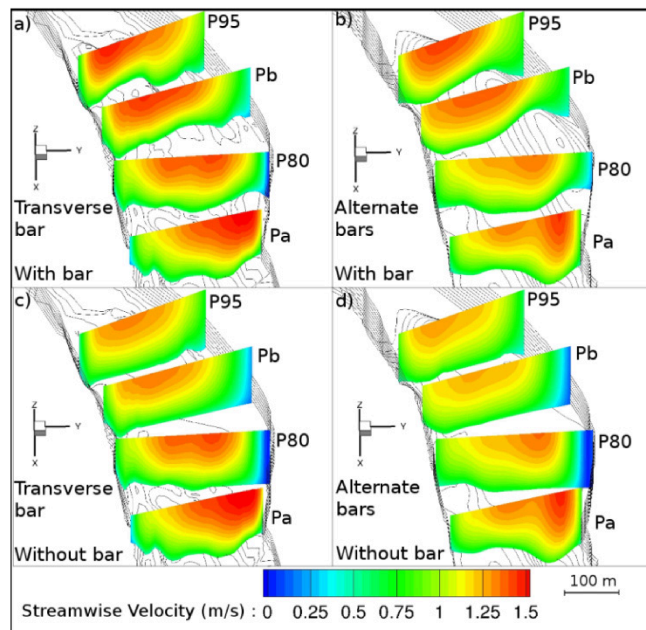 a)
P95
Pb
P80
Pa
Z
Y
X
Transverse
bar
With bar
b)
P95
Pb
P80
Pa
Z
Y
X
Alternate
bars
With bar
c)
P95
Pb
P80
Pa
Z
Y
X
Transverse
bar
Without bar
d)
P95
Pb
P80
Pa
Z
Y
X
Alternate
bars
Without bar
Streamwise Velocity (m/s) : 0 0.25 0.5 0.75 1 1.25 1.5
100 m